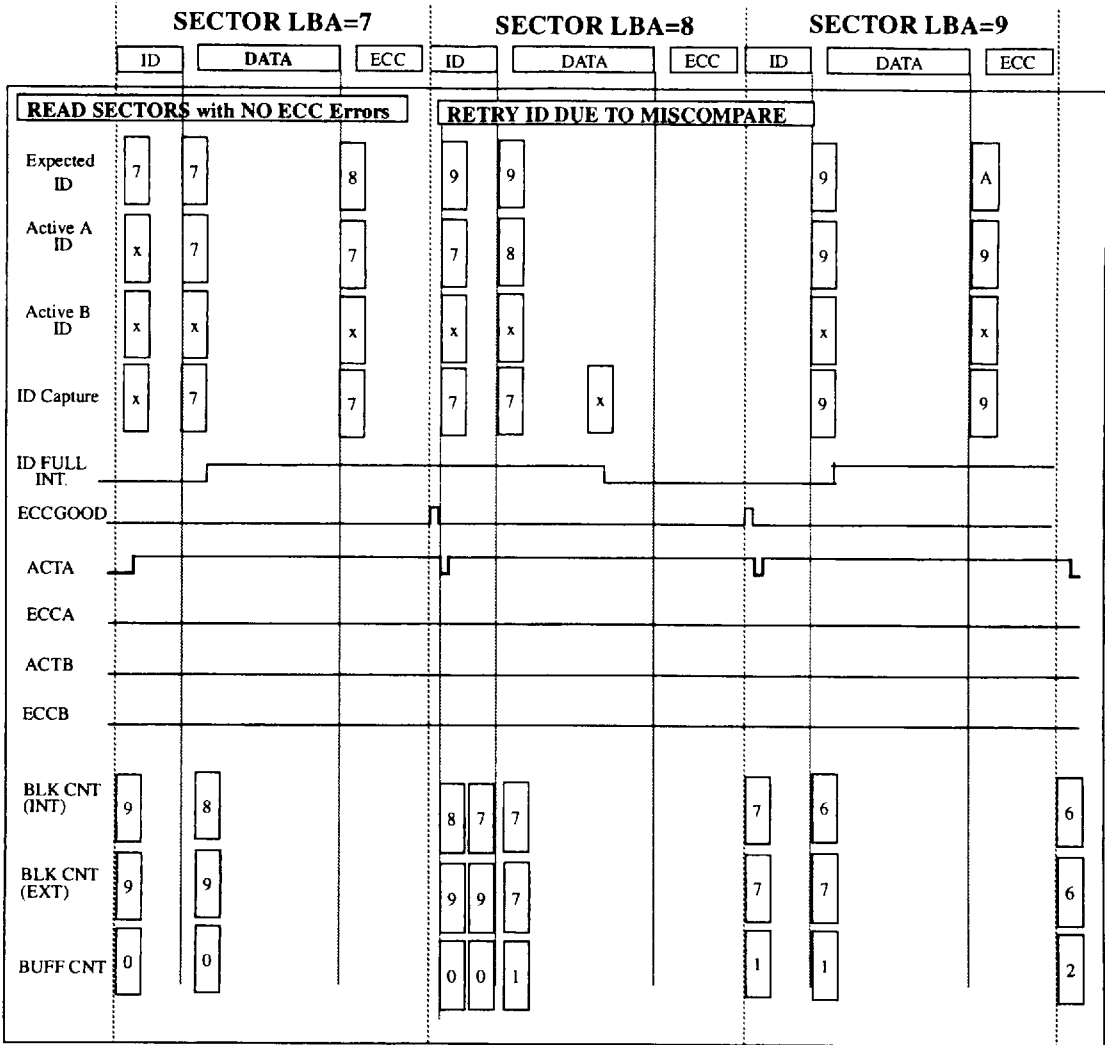 SECTOR LBA=7 SECTOR LBA=8 SECTOR LBA=9
ID DATA ECC ID DATA ECC ID DATA ECC
READ SECTORS with NO ECC Errors RETRY ID DUE TO MISCOMPARE
Expected
ID
7 7 8 9 9 9 A
Active A
ID
x 7 7 7 8 9 9
Active B
ID
x x x x x x x
ID Capture x 7 7 7 7 x 9 9
ID FULL
INT.
ECCGOOD
ACTA
ECCA
ACTB
ECCB
BLK CNT
(INT)
9 8 8 7 7 7 6 6
BLK CNT
(EXT)
9 9 9 9 7 7 7 6
BUFF CNT 0 0 0 0 1 1 1 2